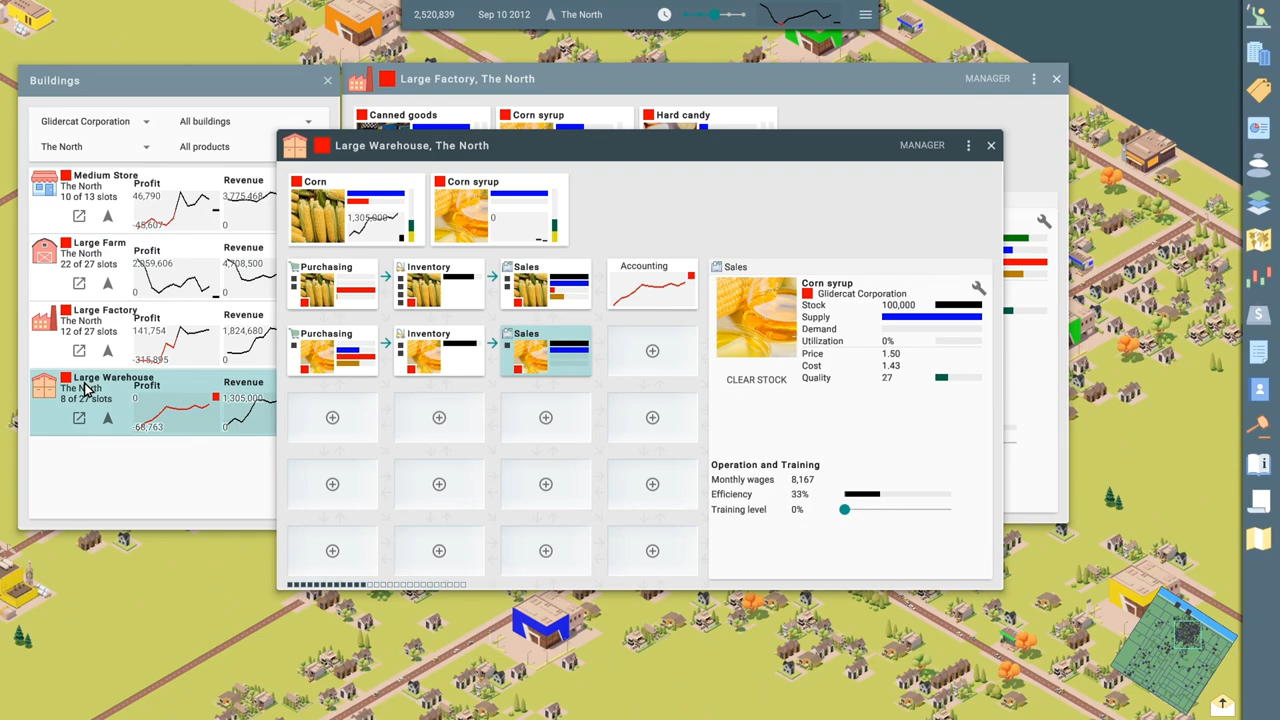 2,520,839 Sep 10 2012 The North
Buildings
Glidercat Corporation All buildings
The North All products
Medium Store
The North
10 of 13 slots
Profit
46,790
-45,607
Revenue
3,775,468
0
Large Farm
The North
22 of 27 slots
Profit
0
Revenue
4,708,500
0
Large Factory
The North
12 of 27 slots
Profit
141,754
-315,895
Revenue
1,824,680
0
Large Warehouse
The North
8 of 27 slots
Profit
0
-68,763
Revenue
1,305,000
0
Large Factory, The North MANAGER
Canned goods Corn syrup Hard candy
Large Warehouse, The North MANAGER
Corn
1,305,000
Corn syrup
0
Purchasing Inventory Sales Accounting
Purchasing Inventory Sales
Sales
Corn syrup
Glidercat Corporation
Stock 100,000
Supply
Demand
Utilization 0%
Price 1.50
Cost 1.43
Quality 27
CLEAR STOCK
Operation and Training
Monthly wages 8,167
Efficiency 33%
Training level 0%